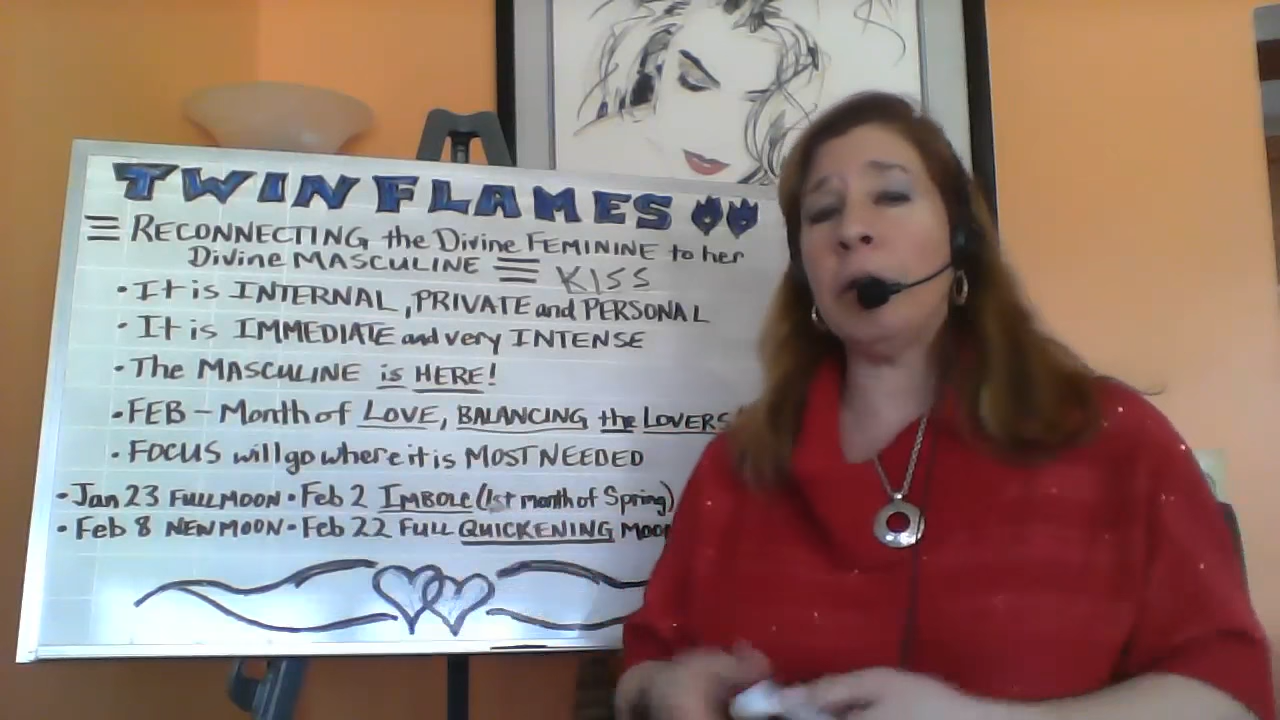 TWIN FLAMES
≡ RECONNECTING the Divine FEMININE to her
Divine MASCULINE ≡ KISS
• It is INTERNAL, PRIVATE and PERSONAL
• It is IMMEDIATE and very INTENSE
• The MASCULINE is HERE!
• FEB - Month of LOVE, BALANCING the LOVERS
• FOCUS will go where it is MOST NEEDED
• Jan 23 FULL MOON • Feb 2 IMBOLC (1st month of Spring)
• Feb 8 NEW MOON • Feb 22 FULL QUICKENING MOON